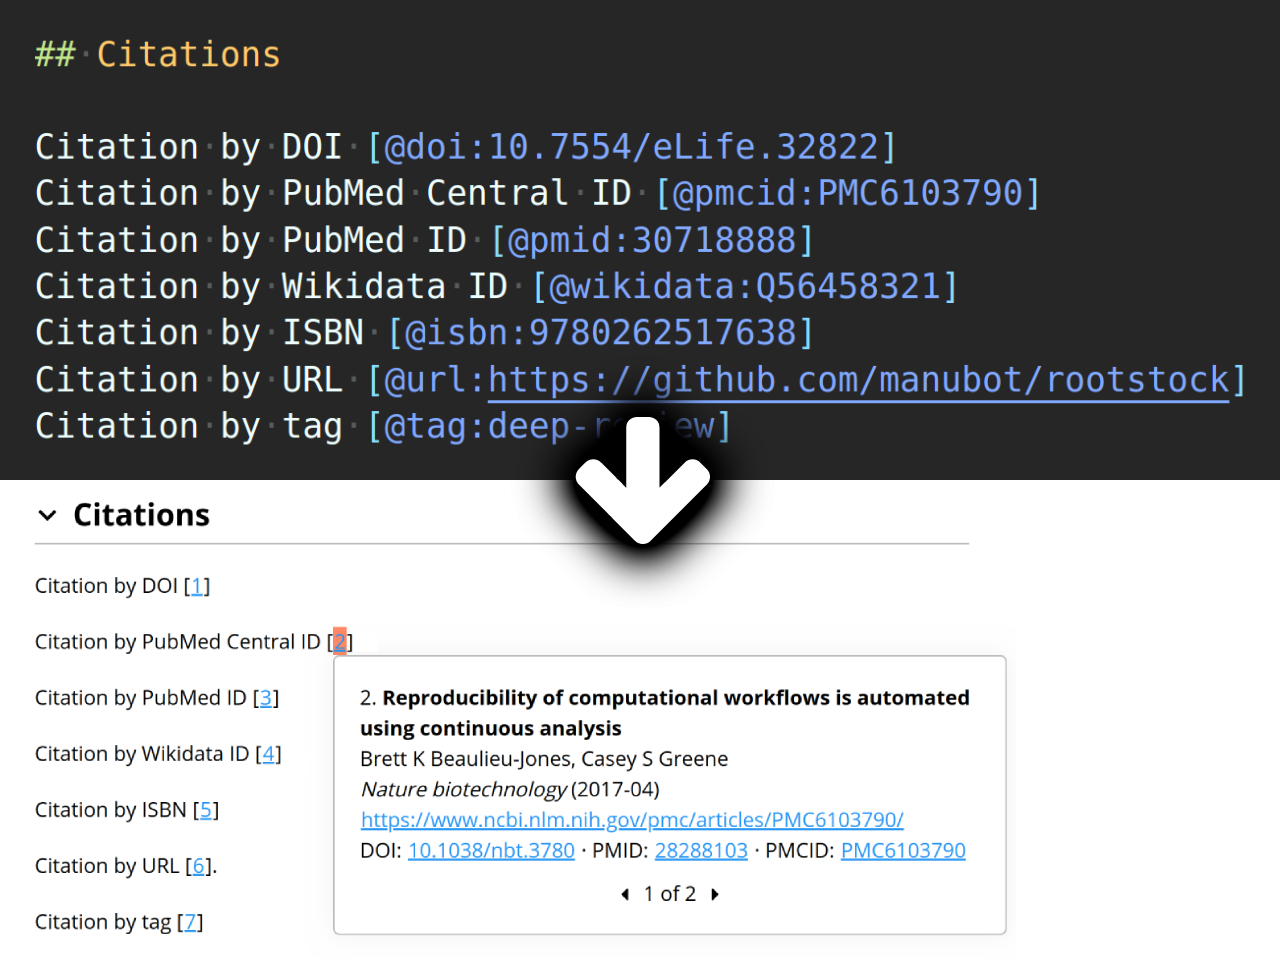 ## Citations
Citation by DOI [@doi:10.7554/eLife.32822]
Citation by PubMed Central ID [@pmcid:PMC6103790]
Citation by PubMed ID [@pmid:30718888]
Citation by Wikidata ID [@wikidata:Q56458321]
Citation by ISBN [@isbn:9780262517638]
Citation by URL [@url:https://github.com/manubot/rootstock]
Citation by tag [@tag:deep-review]
Citations
Citation by DOI [1]
Citation by PubMed Central ID [2]
Citation by PubMed ID [3]
Citation by Wikidata ID [4]
Citation by ISBN [5]
Citation by URL [6].
Citation by tag [7]
2. Reproducibility of computational workflows is automated
using continuous analysis
Brett K Beaulieu-Jones, Casey S Greene
Nature biotechnology (2017-04)
https://www.ncbi.nlm.nih.gov/pmc/articles/PMC6103790/
DOI: 10.1038/nbt.3780 · PMID: 28288103 · PMCID: PMC6103790
1 of 2